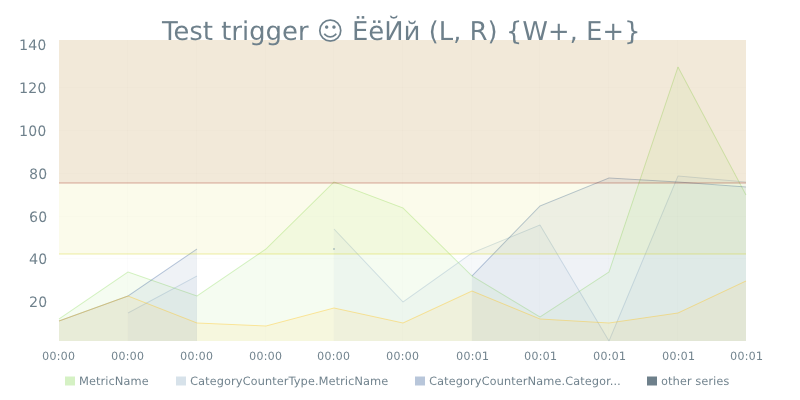 Test trigger ☺ ЁёЙй (L, R) {W+, E+}
140
120
100
80
60
40
20
00:00 00:00 00:00 00:00 00:00 00:00 00:01 00:01 00:01 00:01 00:01
MetricName CategoryCounterType.MetricName CategoryCounterName.Categor... other series